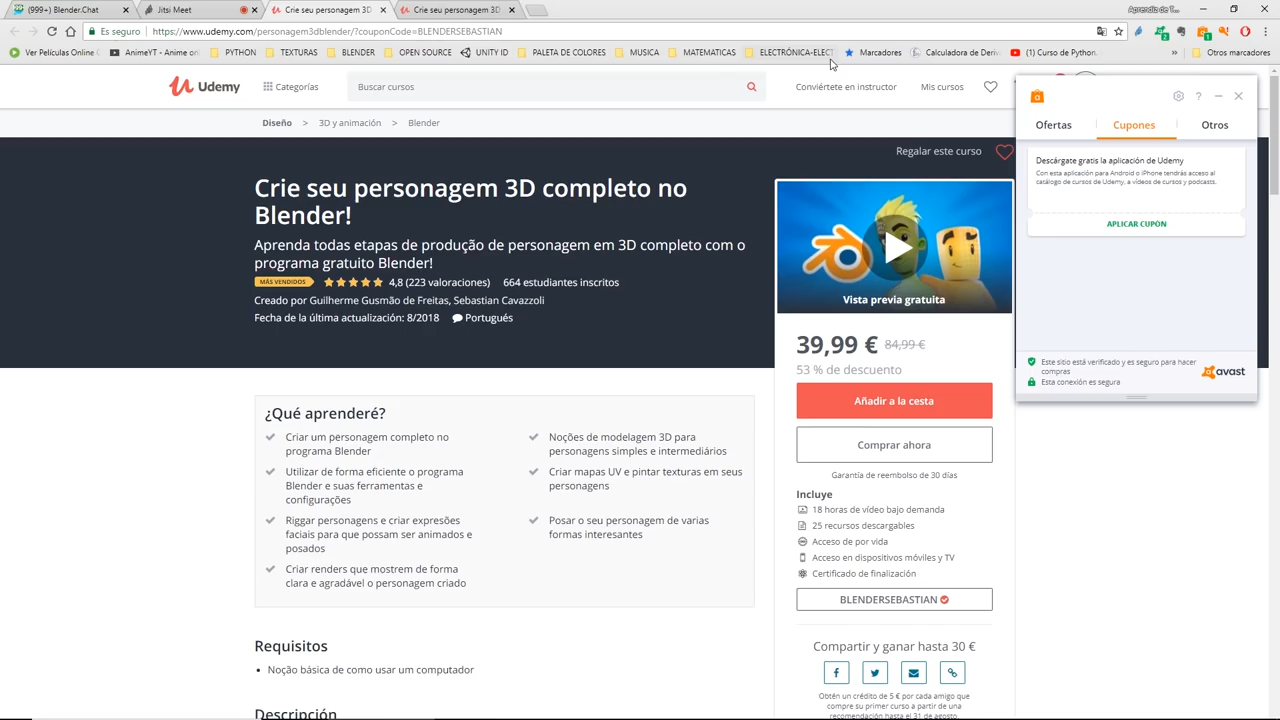 (999+) Blender.Chat
Jitsi Meet
Crie seu personagem 3D
Crie seu personagem 3D
Es seguro
https://www.udemy.com/personagem3dblender/?couponCode=BLENDERSEBASTIAN
Ver Películas Online
AnimeYT - Anime on
PYTHON
TEXTURAS
BLENDER
OPEN SOURCE
UNITY ID
PALETA DE COLORES
MUSICA
MATEMATICAS
ELECTRÓNICA-ELECT
Marcadores
Calculadora de Deri
(1) Curso de Python.
»
Otros marcadores
Udemy
Categorías
Buscar cursos
Conviértete en instructor
Mis cursos
Diseño > 3D y animación > Blender
Regalar este curso
Crie seu personagem 3D completo no
Blender!
Aprenda todas etapas de produção de personagem em 3D completo com o
programa gratuito Blender!
MÁS VENDIDOS
4,8 (223 valoraciones)
664 estudiantes inscritos
Creado por Guilherme Gusmão de Freitas, Sebastian Cavazzoli
Fecha de la última actualización: 8/2018
Portugués
Vista previa gratuita
39,99 € 84,99 €
53 % de descuento
Añadir a la cesta
Comprar ahora
Garantía de reembolso de 30 días
Incluye
18 horas de vídeo bajo demanda
25 recursos descargables
Acceso de por vida
Acceso en dispositivos móviles y TV
Certificado de finalización
BLENDERSEBASTIAN
Compartir y ganar hasta 30 €
Obtén un crédito de 5 € por cada amigo que
compre su primer curso a partir de una
recomendación hasta el 31 de agosto.
¿Qué aprenderé?
Criar um personagem completo no
programa Blender
Utilizar de forma eficiente o programa
Blender e suas ferramentas e
configurações
Riggar personagens e criar expresões
faciais para que possam ser animados e
posados
Criar renders que mostrem de forma
clara e agradável o personagem criado
Noções de modelagem 3D para
personagens simples e intermediários
Criar mapas UV e pintar texturas em seus
personagens
Posar o seu personagem de varias
formas interesantes
Requisitos
Noção básica de como usar um computador
Descripción
Ofertas
Cupones
Otros
Descárgate gratis la aplicación de Udemy
Con esta aplicación para Android o iPhone tendrás acceso al
catálogo de cursos de Udemy, a vídeos de cursos y podcasts.
APLICAR CUPÓN
Este sitio está verificado y es seguro para hacer
compras
Esta conexión es segura
avast